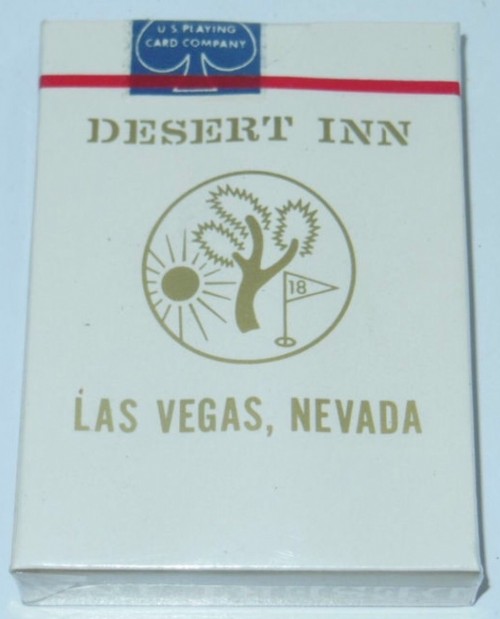 U.S. PLAYING
CARD COMPANY
DESERT INN
18
LAS VEGAS, NEVADA